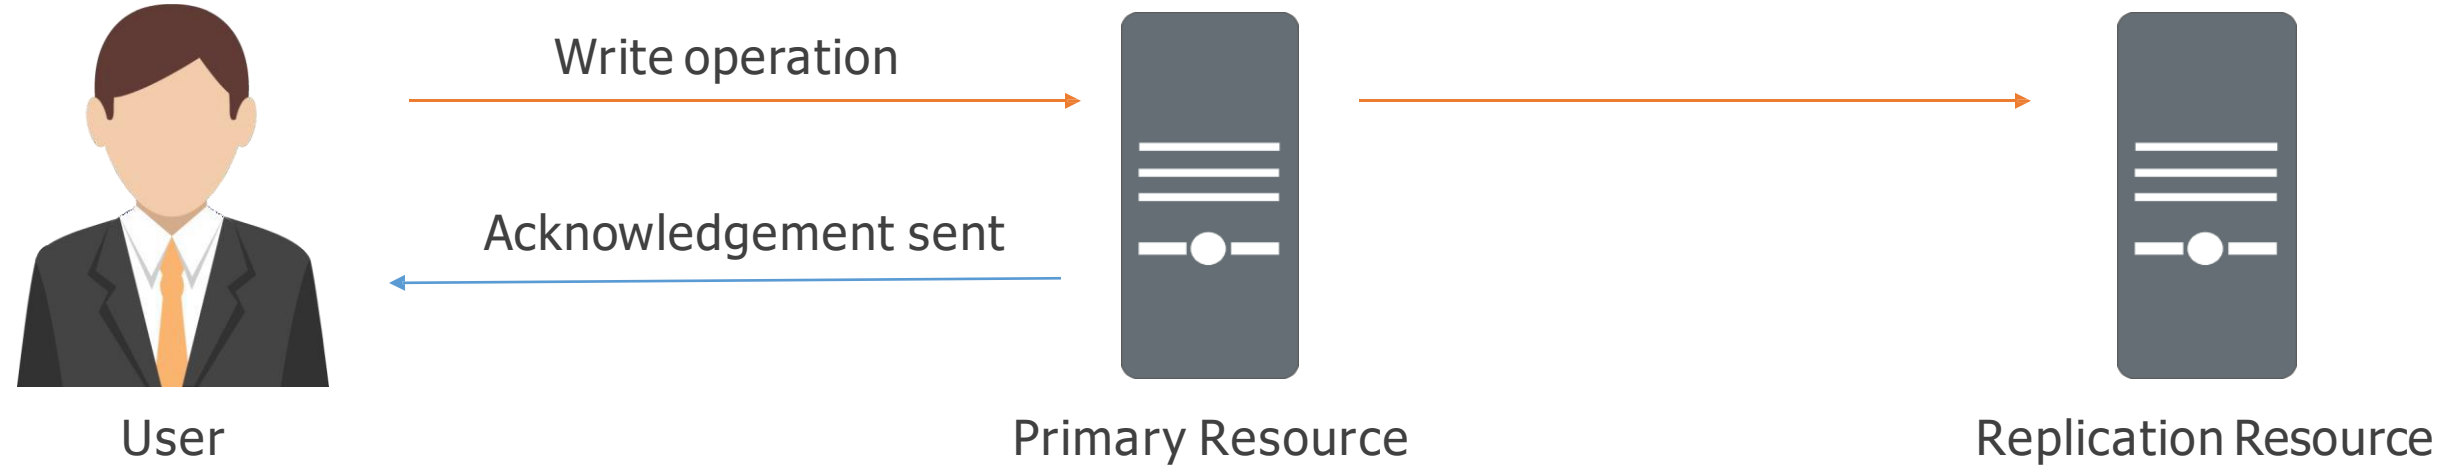 Write operation
Acknowledgement sent
User
Primary Resource
Replication Resource